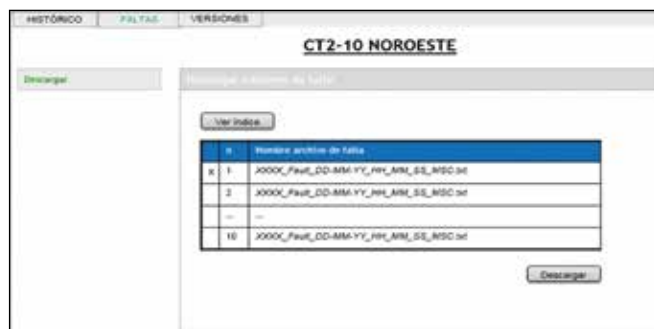 HISTÓRICO FALTAS VERSIONES
CT2-10 NOROESTE
Descargar
Descargar archivos de falta
Ver índice
n Nombre archivo de falta
x 1 XXXX_Fault_DD-MM-YY_HH_MM_SS_MSC.txt
2 XXXX_Fault_DD-MM-YY_HH_MM_SS_MSC.txt
... ...
10 XXXX_Fault_DD-MM-YY_HH_MM_SS_MSC.txt
Descargar